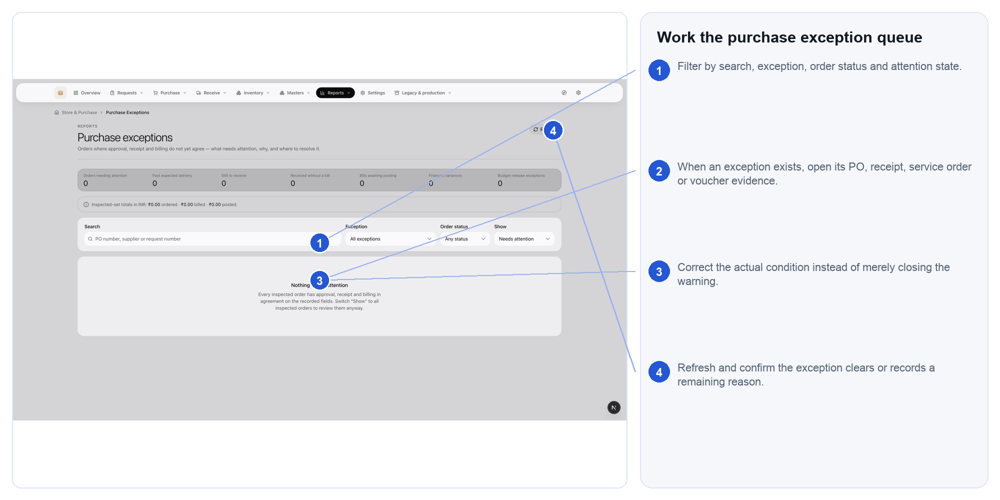 Overview
Requests
Purchase
Receive
Inventory
Masters
Reports
Settings
Legacy & production
Store & Purchase
Purchase Exceptions
REPORTS
Purchase exceptions
Orders where approval, receipt and billing do not yet agree — what needs attention, why, and where to resolve it.
4
Orders needing attention
0
Past expected delivery
0
Still to receive
0
Received without a bill
0
Bills awaiting posting
0
Financial variances
0
Budget-release exceptions
0
Inspected-set totals in INR: ₹0.00 ordered · ₹0.00 billed · ₹0.00 posted.
Search
PO number, supplier or request number
1
Exception
All exceptions
Order status
Any status
Show
Needs attention
3
Nothing attention
Every inspected order has approval, receipt and billing in
agreement on the recorded fields. Switch “Show” to all
inspected orders to review them anyway.
N
Work the purchase exception queue
1
Filter by search, exception, order status and attention state.
2
When an exception exists, open its PO, receipt, service order
or voucher evidence.
3
Correct the actual condition instead of merely closing the
warning.
4
Refresh and confirm the exception clears or records a
remaining reason.